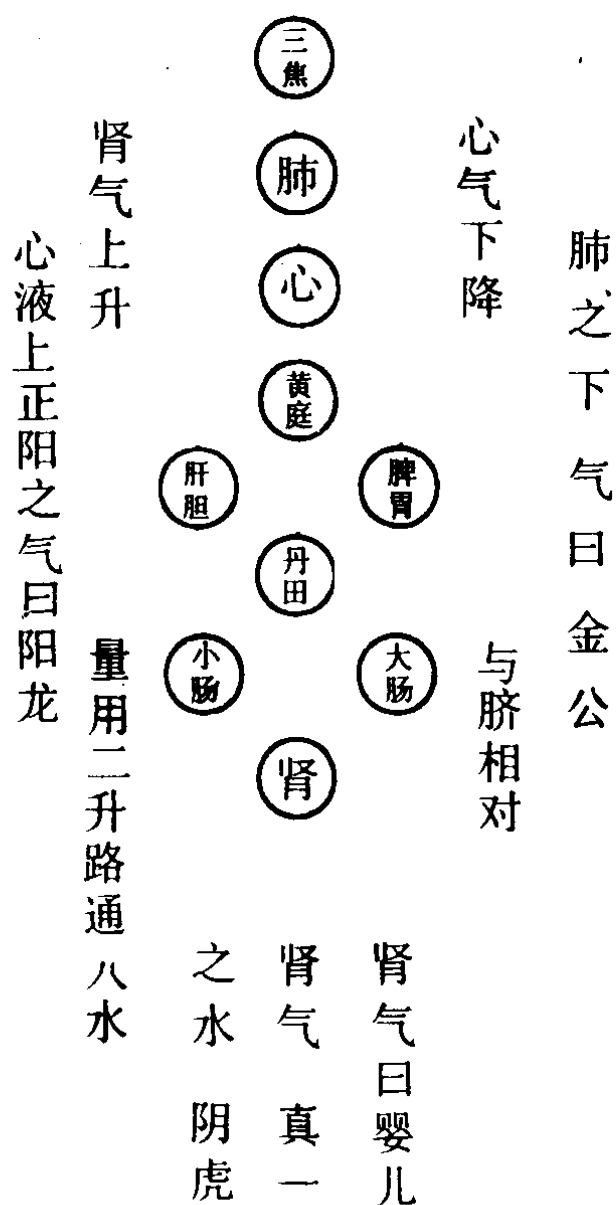 三焦
肺
心
黄庭
肝胆
脾胃
丹田
小肠
大肠
肾
肺之下气曰金公
心气下降
与脐相对
肾气上升
量用二升路通八水
心液上正阳之气曰阳龙
肾气曰婴儿
肾气真一
之水阴虎